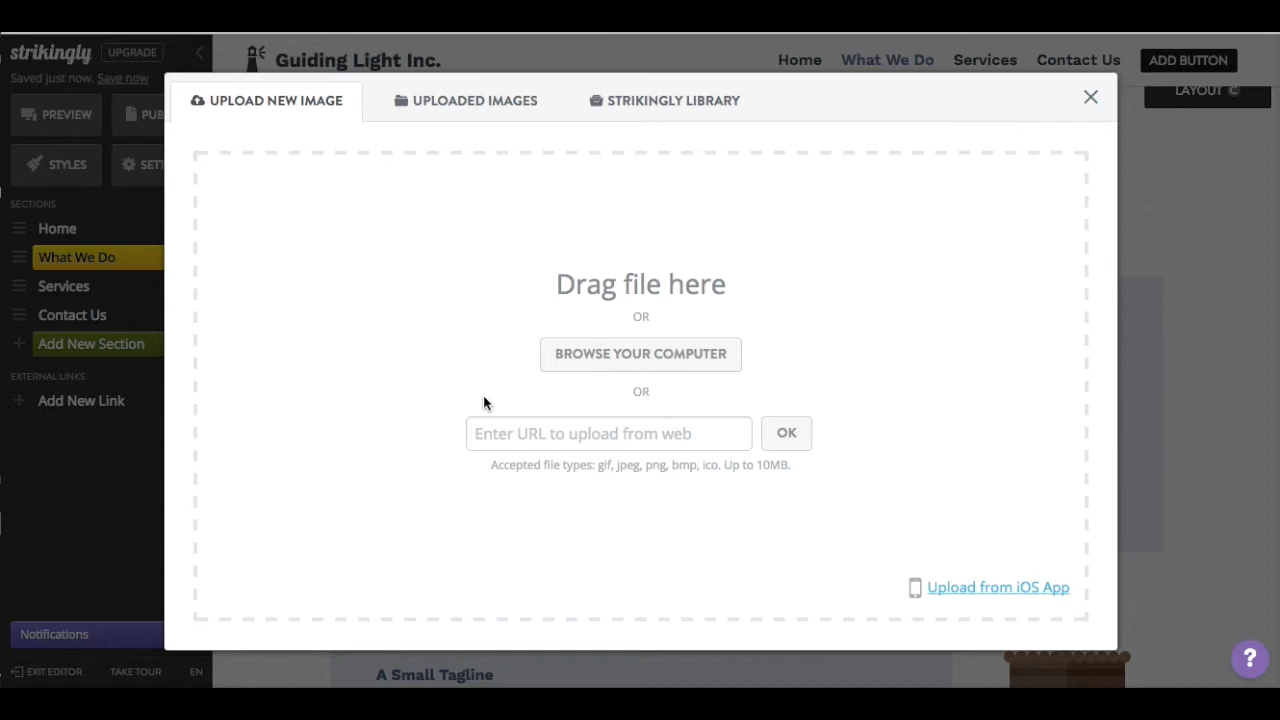 strikingly UPGRADE
Saved just now. Save now
PREVIEW
PUB
STYLES
SETT
SECTIONS
Home
What We Do
Services
Contact Us
Add New Section
EXTERNAL LINKS
Add New Link
Notifications
EXIT EDITOR TAKE TOUR EN
Guiding Light Inc.
Home What We Do Services Contact Us ADD BUTTON
LAYOUT C
UPLOAD NEW IMAGE UPLOADED IMAGES STRIKINGLY LIBRARY
Drag file here
OR
BROWSE YOUR COMPUTER
OR
Enter URL to upload from web OK
Accepted file types: gif, jpeg, png, bmp, ico. Up to 10MB.
Upload from iOS App
A Small Tagline
?